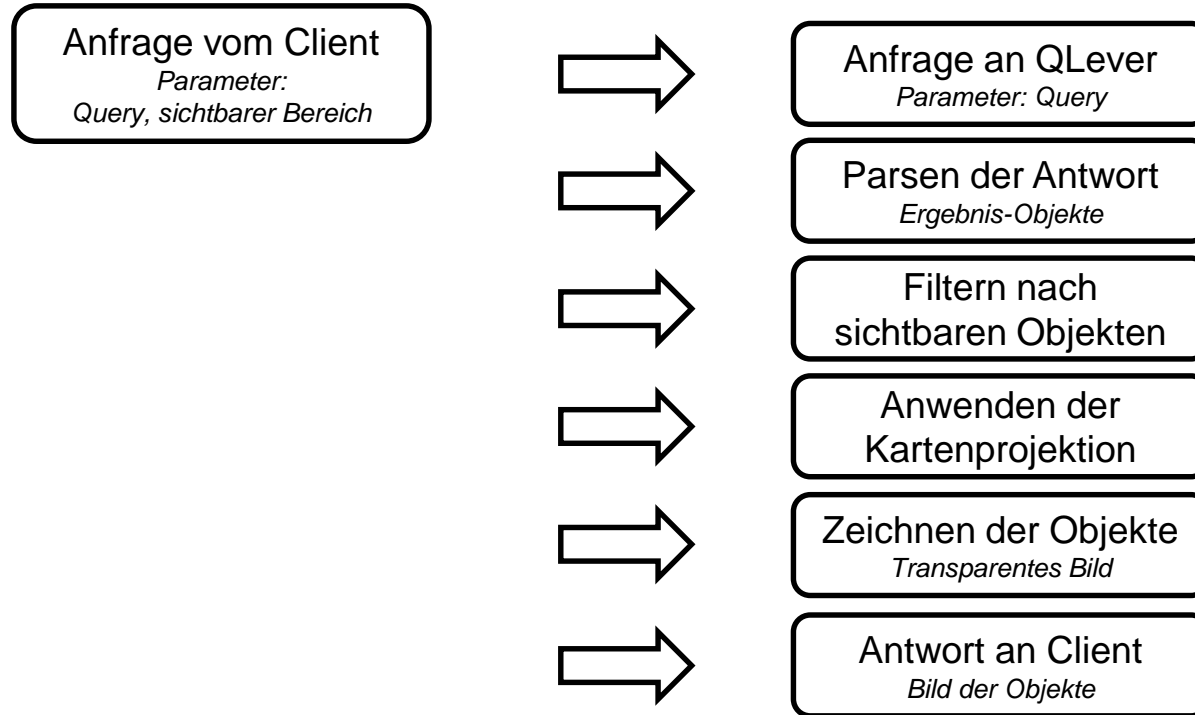 Anfrage vom Client
Parameter:
Query, sichtbarer Bereich
Anfrage an QLever
Parameter: Query
Parsen der Antwort
Ergebnis-Objekte
Filtern nach
sichtbaren Objekten
Anwenden der
Kartenprojektion
Zeichnen der Objekte
Transparentes Bild
Antwort an Client
Bild der Objekte